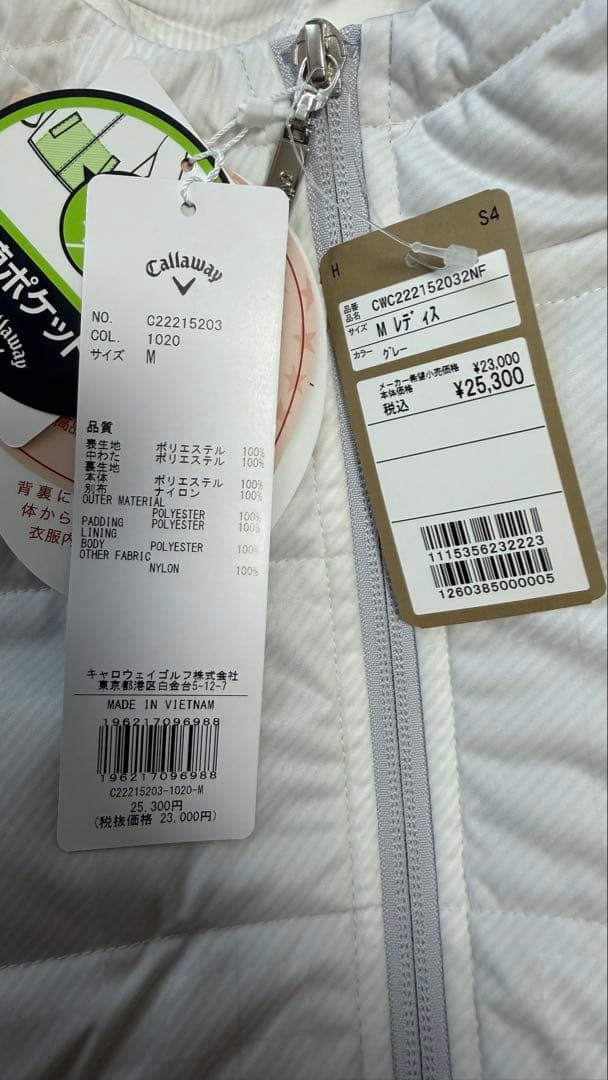 Callaway
NO. C22215203
COL. 1020
サイズ M
品質
表生地 ポリエステル 100%
中わた ポリエステル 100%
裏生地
本体 ポリエステル 100%
別布 ナイロン 100%
OUTER MATERIAL
POLYESTER 100%
PADDING POLYESTER 100%
LINING
BODY POLYESTER 100%
OTHER FABRIC
NYLON 100%
キャロウェイゴルフ株式会社
東京都港区白金台5-12-7
MADE IN VIETNAM
196217096988
196217096988
C22215203-1020-M
25,300円
(税抜価格 23,000円)
H S4
品番 CWC222152032NF
品名
サイズ M レディス
カラー グレー
メーカー希望小売価格
本体価格 ¥23,000
税込 ¥25,300
1115356232223
1260385000005
ポケット
背裏に
体から
衣服内